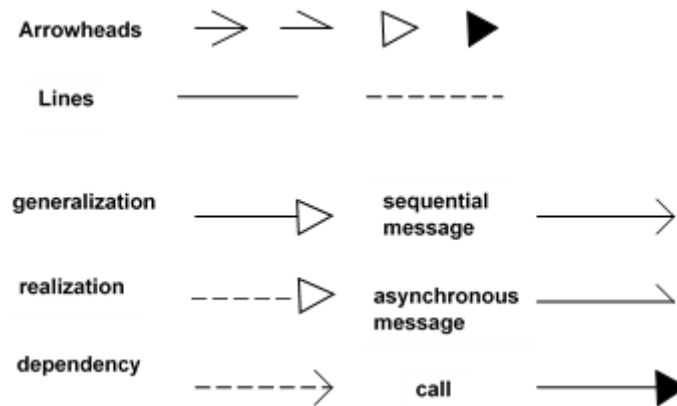 Arrowheads
Lines
generalization
sequential
message
realization
asynchronous
message
dependency
call